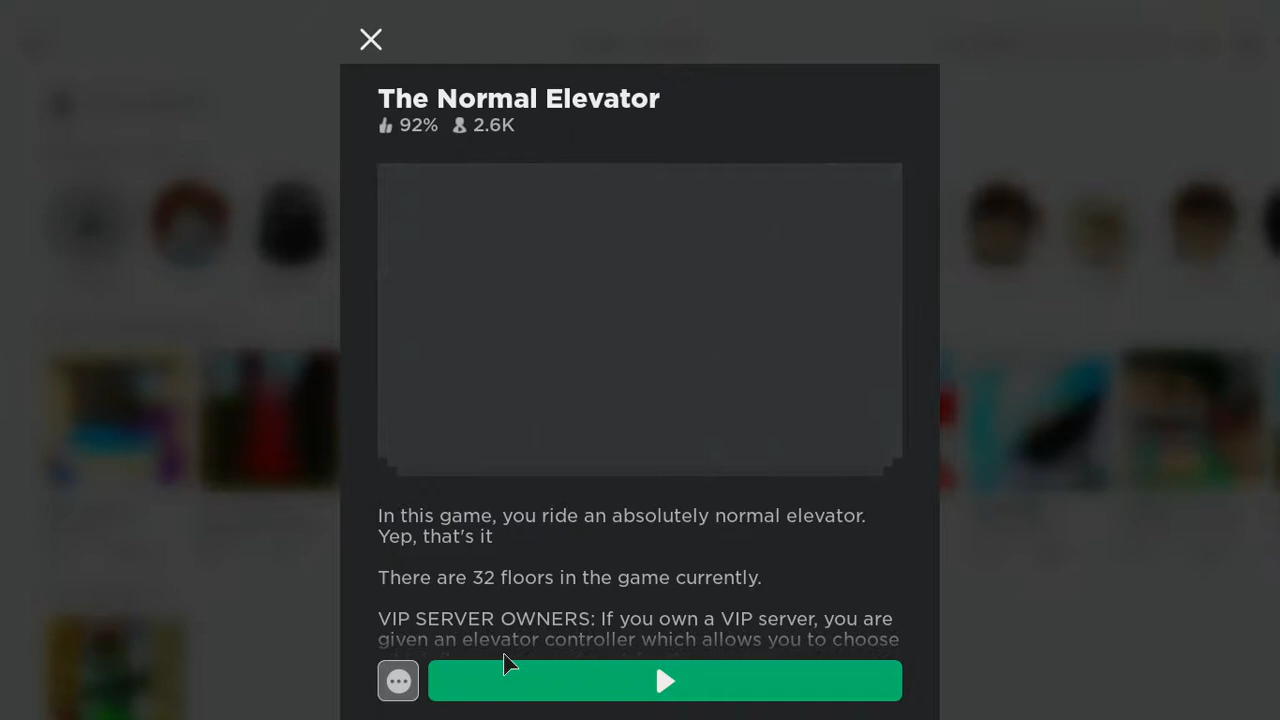 The Normal Elevator
92% 2.6K
In this game, you ride an absolutely normal elevator.
Yep, that's it
There are 32 floors in the game currently.
VIP SERVER OWNERS: If you own a VIP server, you are
given an elevator controller which allows you to choose